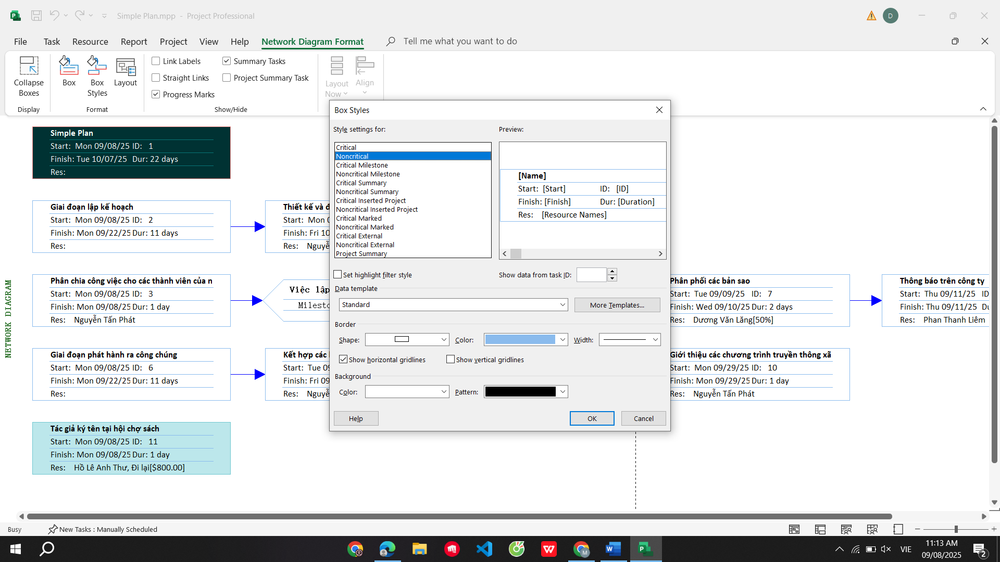 Simple Plan.mpp - Project Professional
D
File Task Resource Report Project View Help Network Diagram Format Tell me what you want to do
Collapse Boxes
Box
Box Styles
Layout
Link Labels
Straight Links
Progress Marks
Summary Tasks
Project Summary Task
Layout Now
Align
Display
Format
Show/Hide
NETWORK DIAGRAM
Simple Plan
Start: Mon 09/08/25 ID: 1
Finish: Tue 10/07/25 Dur: 22 days
Res:
Giai đoạn lập kế hoạch
Start: Mon 09/08/25 ID: 2
Finish: Mon 09/22/25 Dur: 11 days
Res:
Thiết kế và đ
Start: Mon 0
Finish: Fri 10
Res: Nguyễ
Phân chia công việc cho các thành viên của n
Start: Mon 09/08/25 ID: 3
Finish: Mon 09/08/25 Dur: 1 day
Res: Nguyễn Tấn Phát
Việc lập
Milesto
Phân phối các bản sao
Start: Tue 09/09/25 ID: 7
Finish: Wed 09/10/25 Dur: 2 days
Res: Dương Văn Lăng[50%]
Thông báo trên công ty
Start: Thu 09/11/25 ID
Finish: Thu 09/11/25 Du
Res: Phan Thanh Liêm
Giai đoạn phát hành ra công chúng
Start: Mon 09/08/25 ID: 6
Finish: Mon 09/22/25 Dur: 11 days
Res:
Kết hợp các
Start: Tue 09
Finish: Fri 09
Res: Nguyễ
Giới thiệu các chương trình truyền thông xã
Start: Mon 09/29/25 ID: 10
Finish: Mon 09/29/25 Dur: 1 day
Res: Nguyễn Tấn Phát
Tác giả ký tên tại hội chợ sách
Start: Mon 09/08/25 ID: 11
Finish: Mon 09/08/25 Dur: 1 day
Res: Hồ Lê Anh Thư, Đi lại[$800.00]
Box Styles
Style settings for:
Critical
Noncritical
Critical Milestone
Noncritical Milestone
Critical Summary
Noncritical Summary
Critical Inserted Project
Noncritical Inserted Project
Critical Marked
Noncritical Marked
Critical External
Noncritical External
Project Summary
Preview:
[Name]
Start: [Start] ID: [ID]
Finish: [Finish] Dur: [Duration]
Res: [Resource Names]
Set highlight filter style
Show data from task ID:
Data template
Standard
More Templates...
Border
Shape:
Color:
Width:
Show horizontal gridlines
Show vertical gridlines
Background
Color:
Pattern:
Help
OK
Cancel
Busy
New Tasks : Manually Scheduled
VIE
11:13 AM
09/08/2025
2